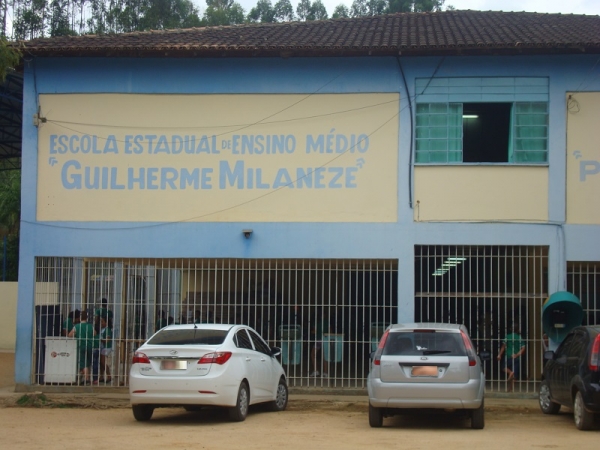 ESCOLA ESTADUAL DE ENSINO MÉDIO
"GUILHERME MILANEZE"
P